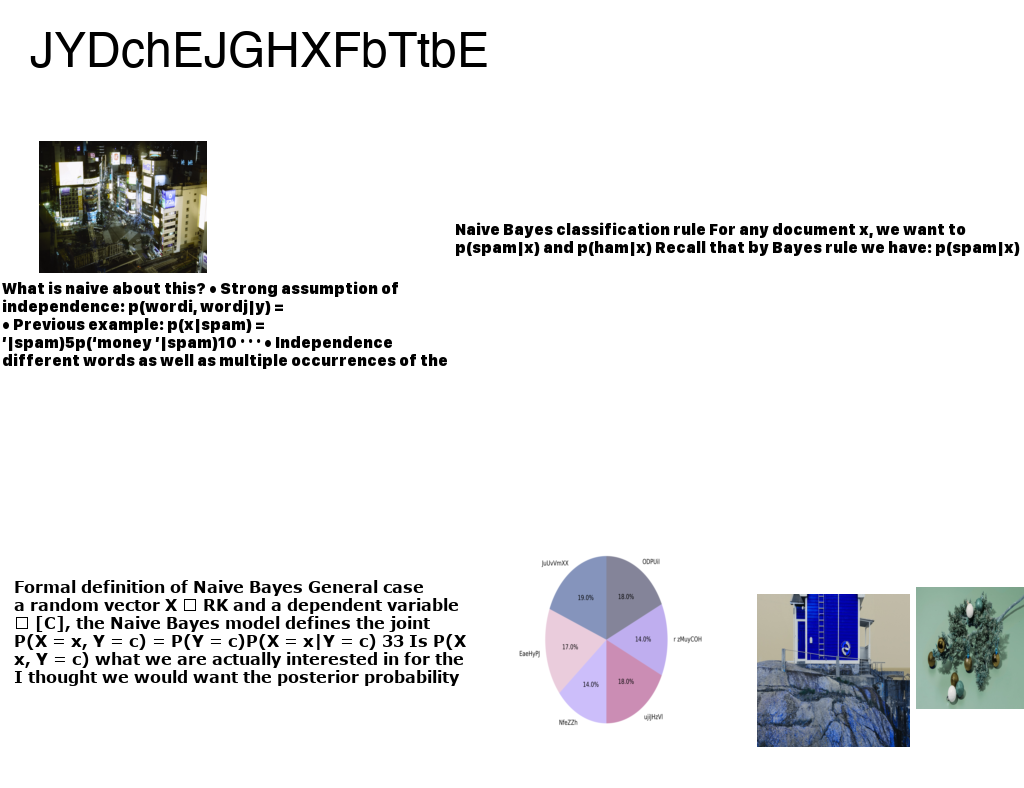 JYDchEJGHXFbTtbE
Naive Bayes classification rule For any document x, we want to
p(spam|x) and p(ham|x) Recall that by Bayes rule we have: p(spam|x)
What is naive about this? • Strong assumption of
independence: p(wordi, wordj|y) =
• Previous example: p(x|spam) =
’|spam)5p(‘money ’|spam)10 · · · • Independence
different words as well as multiple occurrences of the
Formal definition of Naive Bayes General case
a random vector X □ RK and a dependent variable
□ [C], the Naive Bayes model defines the joint
P(X = x, Y = c) = P(Y = c)P(X = x|Y = c) 33 Is P(X
x, Y = c) what we are actually interested in for the
I thought we would want the posterior probability
ODPUii
19.0%
18.0%
14.0%
r zMuyCOH
17.0%
14.0%
18.0%
NfeZZh